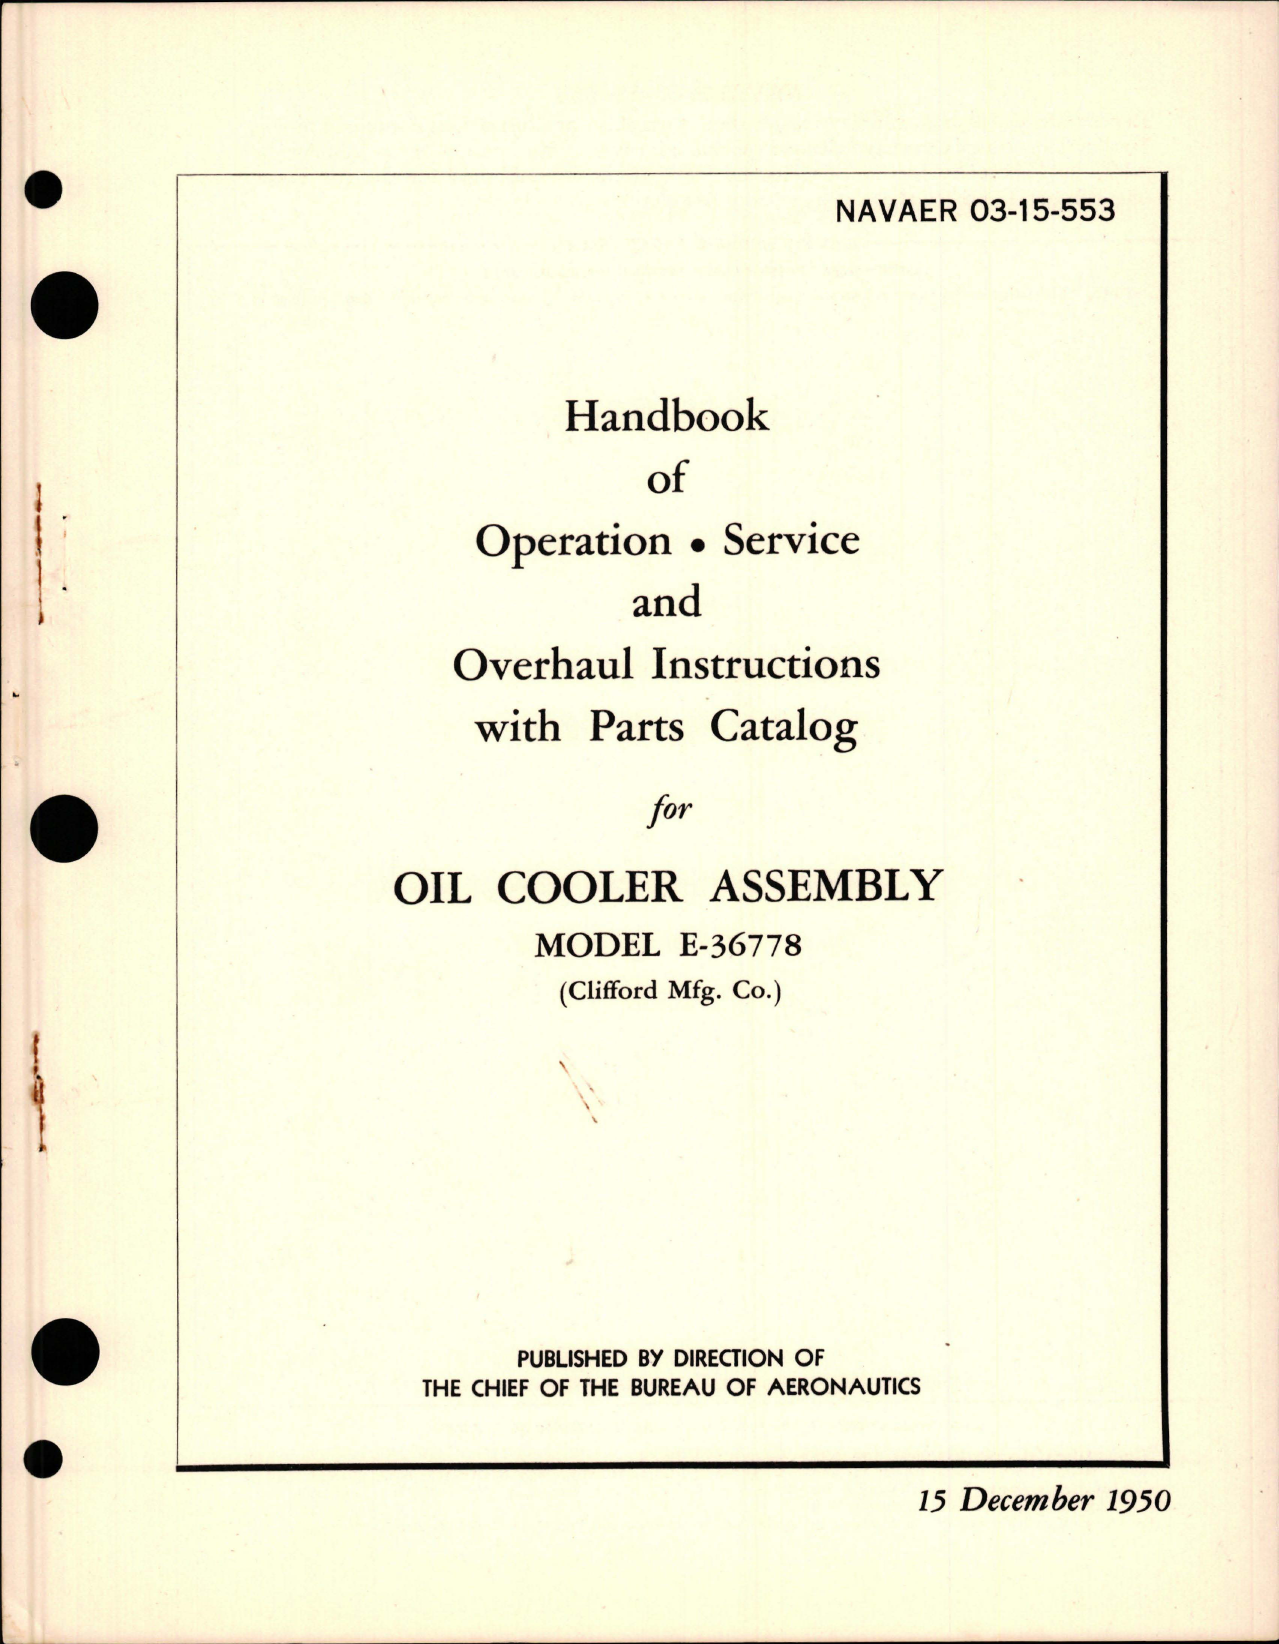 NAVAER 03-15-553
Handbook
of
Operation • Service
and
Overhaul Instructions
with Parts Catalog
for
OIL COOLER ASSEMBLY
MODEL E-36778
(Clifford Mfg. Co.)
PUBLISHED BY DIRECTION OF
THE CHIEF OF THE BUREAU OF AERONAUTICS
15 December 1950